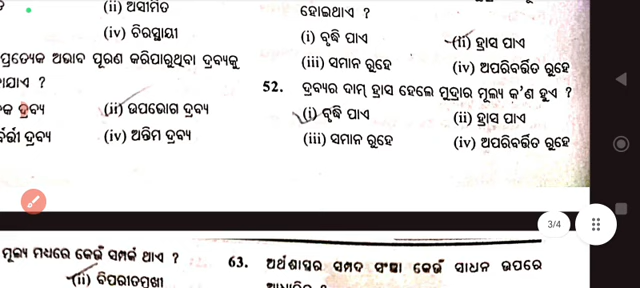 (ii) ଅସୀମିତ
(iv) ଚିରସ୍ଥାୟୀ
ପ୍ରତ୍ୟେକ ଅଭାବ ପୂରଣ କରିପାରୁଥିବା ଦ୍ରବ୍ୟକୁ
ଯାଏ ?
ଦ୍ରବ୍ୟ (ii) ଉପଭୋଗ ଦ୍ରବ୍ୟ
ଦ୍ରବ୍ୟ (iv) ଅନ୍ତିମ ଦ୍ରବ୍ୟ
ହୋଇଥାଏ ?
(i) ବୃଦ୍ଧି ପାଏ (ii) ହ୍ରାସ ପାଏ
(iii) ସମାନ ରୁହେ (iv) ଅପରିବର୍ତିତ ରୁହେ
52. ଦ୍ରବ୍ୟର ଦାମ୍ ହ୍ରାସ ହେଲେ ମୁଦ୍ରାର ମୂଲ୍ୟ କ'ଣ ହୁଏ ?
(i) ବୃଦ୍ଧି ପାଏ (ii) ହ୍ରାସ ପାଏ
(iii) ସମାନ ରୁହେ (iv) ଅପରିବର୍ତିତ ରୁହେ
3/4
ମୂଲ୍ୟ ମଧ୍ୟରେ କେଉଁ ସମ୍ପର୍କ ଥାଏ ?
(ii) ବିପରୀତମୁଖୀ
63. ଅର୍ଥଶାସ୍ତ୍ରର ସମ୍ପଦ ସଂଜ୍ଞା କେଉଁ ସାଧନ ଉପରେ